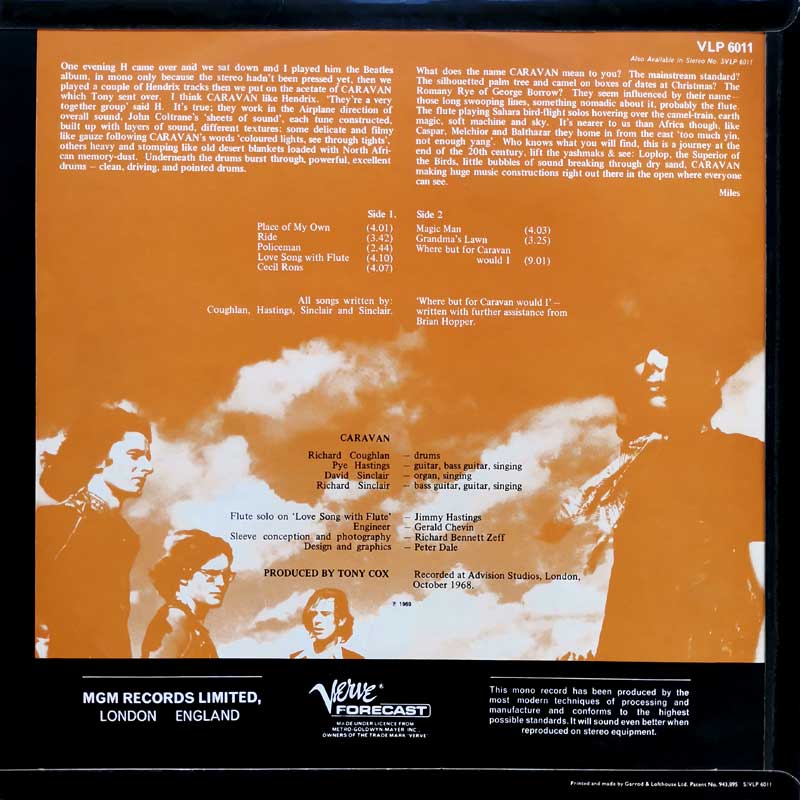 VLP 6011
Also Available in Stereo No. SVLP 6011
One evening H came over and we sat down and I played him the Beatles
album, in mono only because the stereo hadn't been pressed yet, then we
played a couple of Hendrix tracks then we put on the acetate of CARAVAN
which Tony sent over. I think CARAVAN like Hendrix. 'They're a very
together group' said H. It's true; they work in the Airplane direction of
overall sound, John Coltrane's 'sheets of sound', each tune constructed,
built up with layers of sound, different textures: some delicate and filmy
like gauze following CARAVAN's words 'coloured lights, see through tights',
others heavy and stomping like old desert blankets loaded with North Afri-
can memory-dust. Underneath the drums burst through, powerful, excellent
drums – clean, driving, and pointed drums.
What does the name CARAVAN mean to you? The mainstream standard?
The silhouetted palm tree and camel on boxes of dates at Christmas? The
Romany Rye of George Borrow? They seem influenced by their name –
those long swooping lines, something nomadic about it, probably the flute.
The flute playing Sahara bird-flight solos hovering over the camel-train, earth
magic, soft machine and sky. It's nearer to us than Africa though, like
Caspar, Melchior and Balthazar they home in from the east 'too much yin,
not enough yang'. Who knows what you will find, this is a journey at the
end of the 20th century, lift the yashmaks & see: Loplop, the Superior of
the Birds, little bubbles of sound breaking through dry sand, CARAVAN
making huge music constructions right out there in the open where everyone
can see.
Miles
Side 1.
Place of My Own (4.01)
Ride (3.42)
Policeman (2.44)
Love Song with Flute (4.10)
Cecil Rons (4.07)
Side 2
Magic Man (4.03)
Grandma's Lawn (3.25)
Where but for Caravan
would I (9.01)
All songs written by:
Coughlan, Hastings, Sinclair and Sinclair.
'Where but for Caravan would I' –
written with further assistance from
Brian Hopper.
CARAVAN
Richard Coughlan – drums
Pye Hastings – guitar, bass guitar, singing
David Sinclair – organ, singing
Richard Sinclair – bass guitar, guitar, singing
Flute solo on 'Love Song with Flute' – Jimmy Hastings
Engineer – Gerald Chevin
Sleeve conception and photography – Richard Bennett Zeff
Design and graphics – Peter Dale
PRODUCED BY TONY COX
Recorded at Advision Studios, London,
October 1968.
℗ 1969
MGM RECORDS LIMITED,
LONDON ENGLAND
Verve
FORECAST
MADE UNDER LICENCE FROM
METRO-GOLDWYN-MAYER INC.
OWNERS OF THE TRADE MARK 'VERVE'
This mono record has been produced by the
most modern techniques of processing and
manufacture and conforms to the highest
possible standards. It will sound even better when
reproduced on stereo equipment.
Printed and made by Garrod & Lofthouse Ltd. Patent No. 943,895 S/VLP 6011